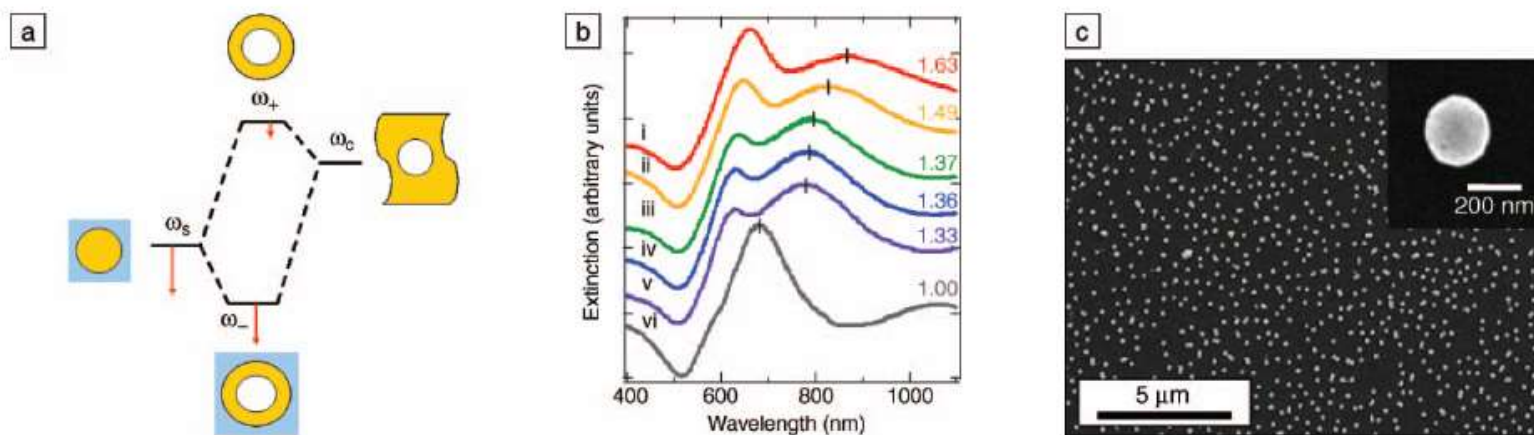 a
ω+
ωc
ωs
ω−
b
Extinction (arbitrary units)
1.63
1.49
1.37
1.36
1.33
1.00
i
ii
iii
iv
v
vi
400 600 800 1000
Wavelength (nm)
c
200 nm
5 μm